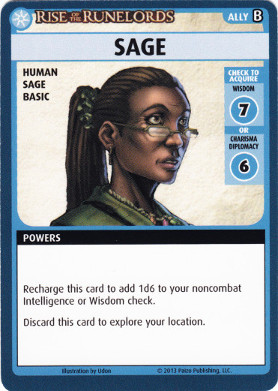 RISE OF THE RUNELORDS
ALLY B
SAGE
HUMAN
SAGE
BASIC
CHECK TO
ACQUIRE
WISDOM
7
OR
CHARISMA
DIPLOMACY
6
POWERS
Recharge this card to add 1d6 to your noncombat
Intelligence or Wisdom check.
Discard this card to explore your location.
Illustration by Udon
© 2013 Paizo Publishing, LLC.